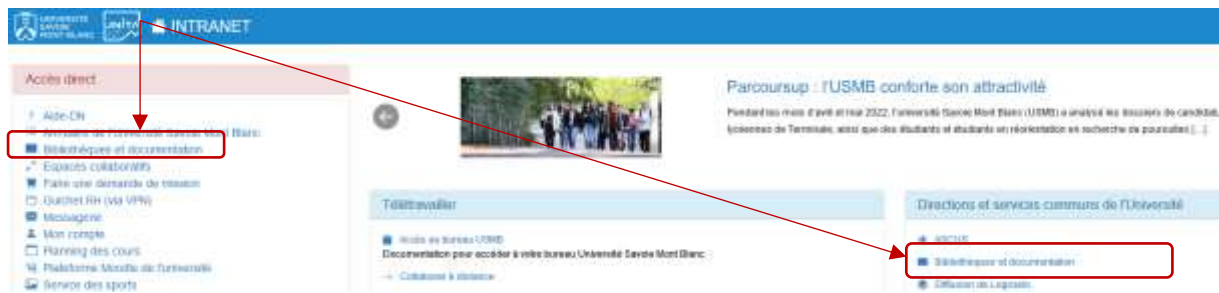 UNIVERSITÉ
SAVOIE
MONT BLANC
unita
INTRANET
Accès direct
Aide-DN
Annuaire de l'Université Savoie Mont Blanc
Bibliothèques et documentation
Espaces collaboratifs
Faire une demande de mission
Guichet RH (via VPN)
Messagerie
Mon compte
Planning des cours
Plateforme Moodle de l'université
Service des sports
Parcoursup : l'USMB conforte son attractivité
Pendant les mois d'avril et mai 2022, l'université Savoie Mont Blanc (USMB) a analysé les dossiers de candidat
lycéennes de Terminale, ainsi que des étudiants et étudiants en réorientation en recherche de poursuites [...]
Télétravailler
Accès au bureau USMB
Documentation pour accéder à votre bureau Université Savoie Mont Blanc
Collaborer à distance
Directions et services communs de l'Université
Bibliothèques et documentation
Diffusion de Logiciels